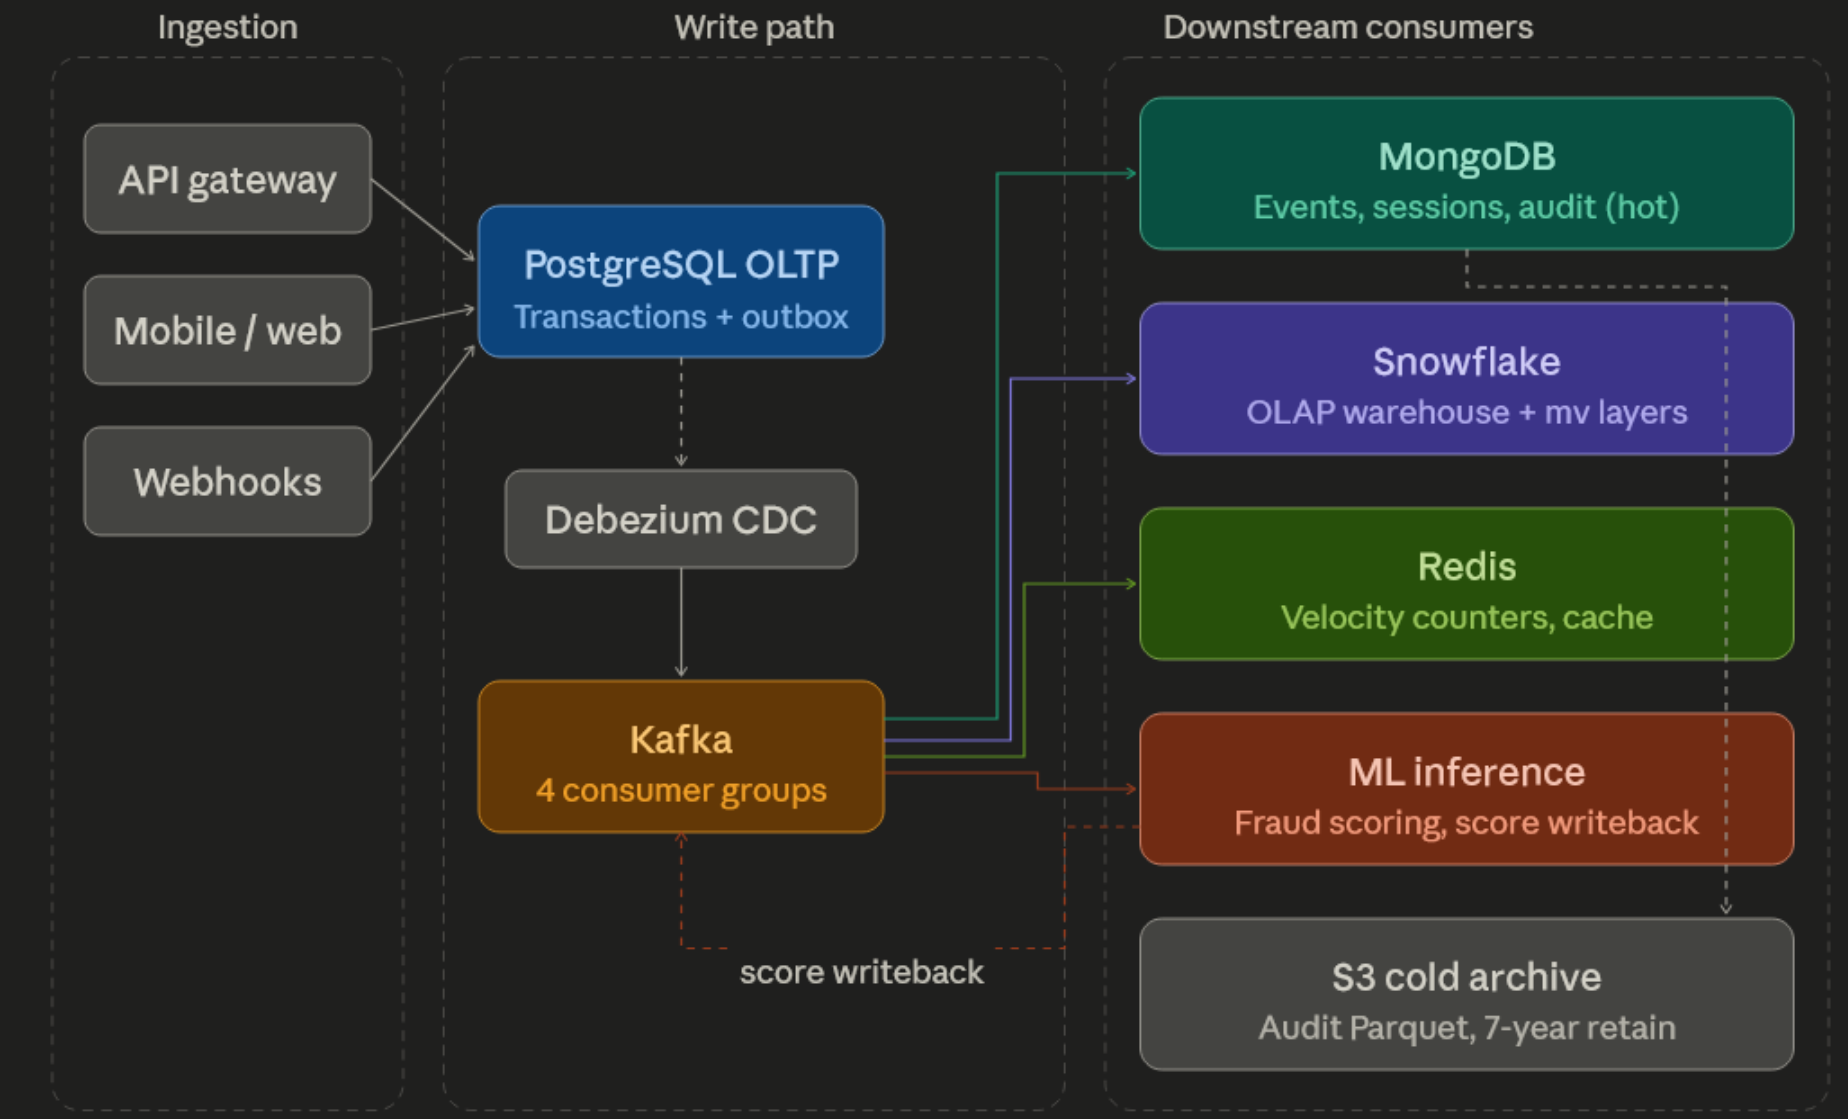 Ingestion
Write path
Downstream consumers
API gateway
Mobile / web
Webhooks
PostgreSQL OLTP
Transactions + outbox
Debezium CDC
Kafka
4 consumer groups
score writeback
MongoDB
Events, sessions, audit (hot)
Snowflake
OLAP warehouse + mv layers
Redis
Velocity counters, cache
ML inference
Fraud scoring, score writeback
S3 cold archive
Audit Parquet, 7-year retain